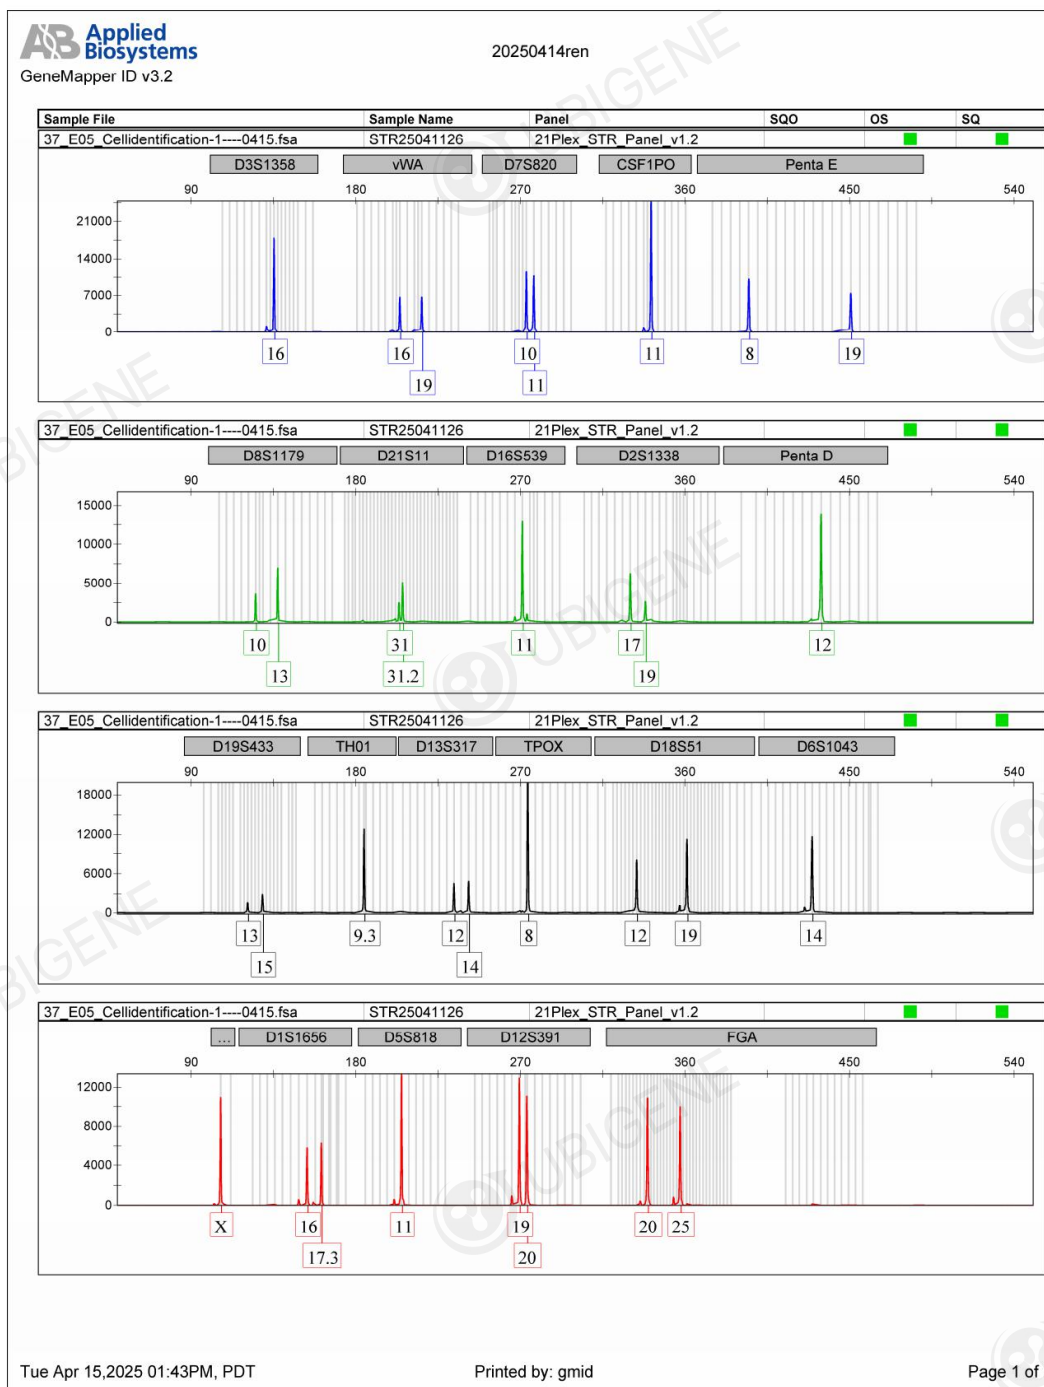 AB Applied
Biosystems
20250414ren
GeneMapper ID v3.2
Sample File Sample Name Panel SQO OS SQ
37_E05_Cellidentification-1----0415.fsa STR25041126 21Plex_STR_Panel_v1.2
D3S1358 vWA D7S820 CSF1PO Penta E
90 180 270 360 450 540
21000
14000
7000
0
16 16 10 11 8 19
19 11
37_E05_Cellidentification-1----0415.fsa STR25041126 21Plex_STR_Panel_v1.2
D8S1179 D21S11 D16S539 D2S1338 Penta D
90 180 270 360 450 540
15000
10000
5000
0
10 31 11 17 12
13 31.2 19
37_E05_Cellidentification-1----0415.fsa STR25041126 21Plex_STR_Panel_v1.2
D19S433 TH01 D13S317 TPOX D18S51 D6S1043
90 180 270 360 450 540
18000
12000
6000
0
13 9.3 12 8 12 19 14
15 14
37_E05_Cellidentification-1----0415.fsa STR25041126 21Plex_STR_Panel_v1.2
... D1S1656 D5S818 D12S391 FGA
90 180 270 360 450 540
12000
8000
4000
0
X 16 11 19 20 25
17.3 20
Tue Apr 15,2025 01:43PM, PDT Printed by: gmid Page 1 of
UBIGENE
UBIGENE
UBIGENE
UBIGENE
UBIGENE